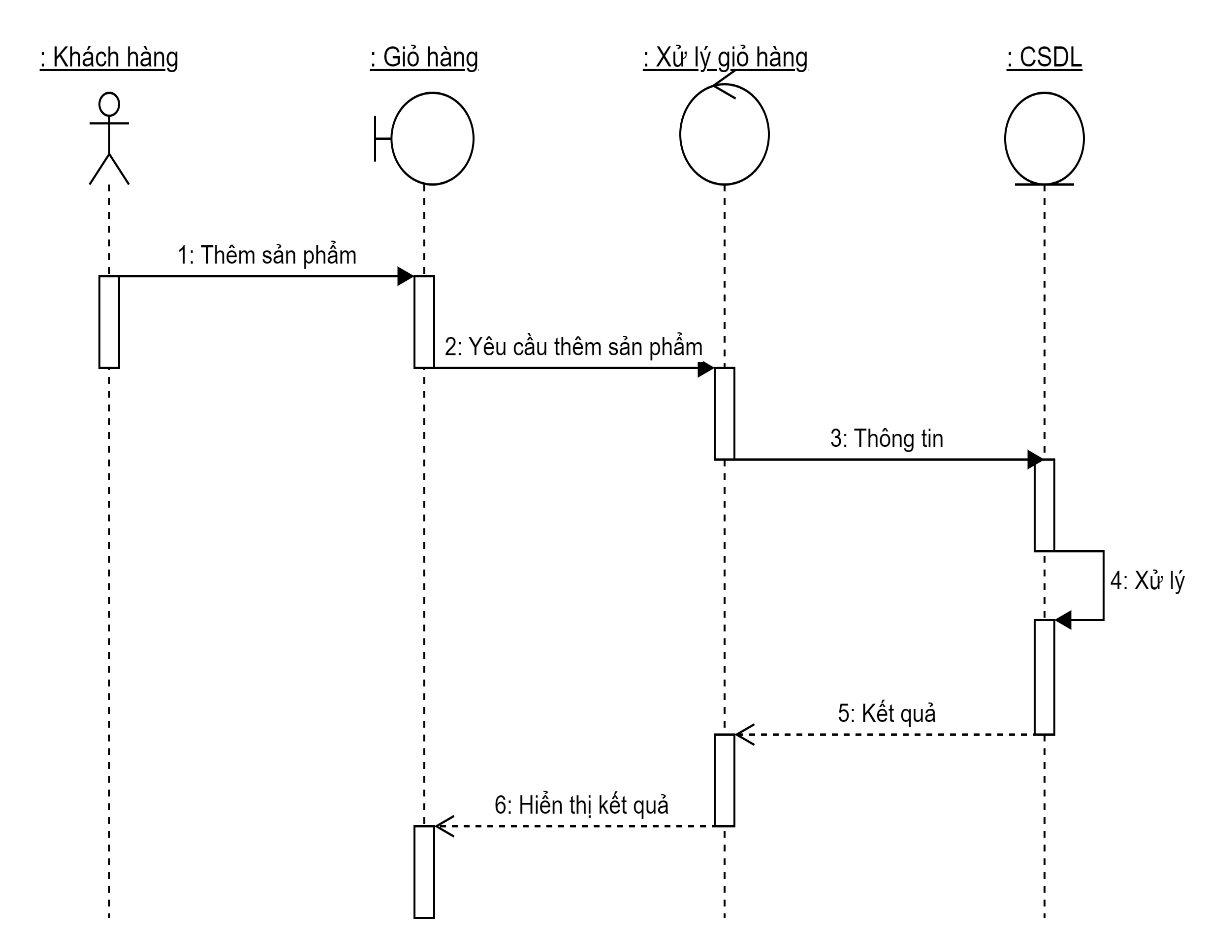 : Khách hàng
: Giỏ hàng
: Xử lý giỏ hàng
: CSDL
1: Thêm sản phẩm
2: Yêu cầu thêm sản phẩm
3: Thông tin
4: Xử lý
5: Kết quả
6: Hiển thị kết quả